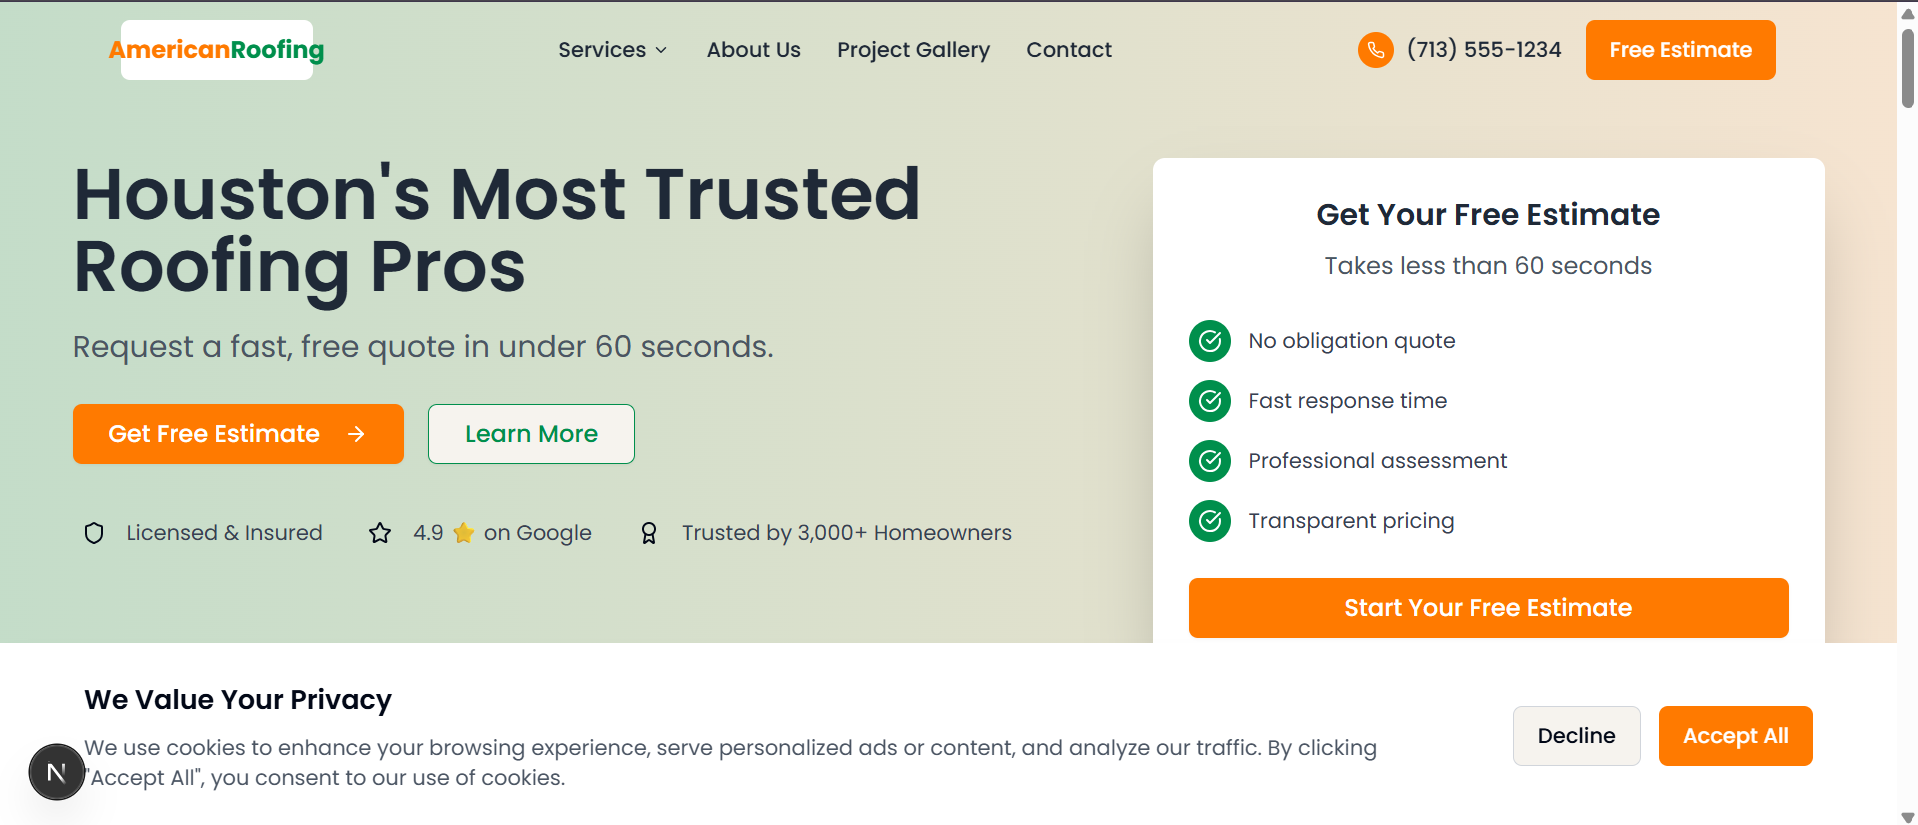 AmericanRoofing
Services
About Us
Project Gallery
Contact
(713) 555-1234
Free Estimate
Houston's Most Trusted
Roofing Pros
Request a fast, free quote in under 60 seconds.
Get Free Estimate
Learn More
Licensed & Insured
4.9 ⭐ on Google
Trusted by 3,000+ Homeowners
Get Your Free Estimate
Takes less than 60 seconds
No obligation quote
Fast response time
Professional assessment
Transparent pricing
Start Your Free Estimate
We Value Your Privacy
We use cookies to enhance your browsing experience, serve personalized ads or content, and analyze our traffic. By clicking
"Accept All", you consent to our use of cookies.
Decline
Accept All
N